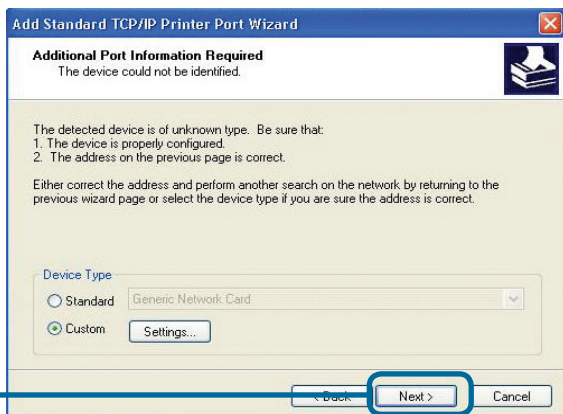 Add Standard TCP/IP Printer Port Wizard
Additional Port Information Required
The device could not be identified.
The detected device is of unknown type. Be sure that:
1. The device is properly configured.
2. The address on the previous page is correct.
Either correct the address and perform another search on the network by returning to the
previous wizard page or select the device type if you are sure the address is correct.
Device Type
Standard
Generic Network Card
Custom
Settings...
< Back
Next >
Cancel